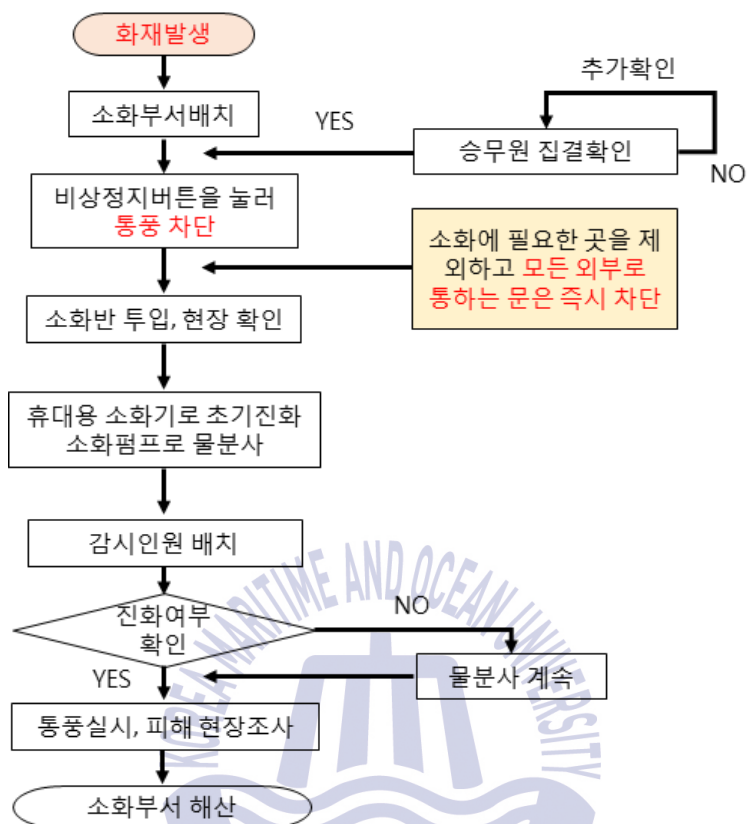 화재발생
추가확인
소화부서배치
YES
승무원 집결확인
NO
비상정지버튼을 눌러
통풍 차단
소화에 필요한 곳을 제
외하고 모든 외부로
통하는 문은 즉시 차단
소화반 투입, 현장 확인
휴대용 소화기로 초기진화
소화펌프로 물분사
감시인원 배치
진화여부
확인
NO
YES
물분사 계속
통풍실시, 피해 현장조사
소화부서 해산
KOREA MARITIME AND OCEAN UNIVERSITY